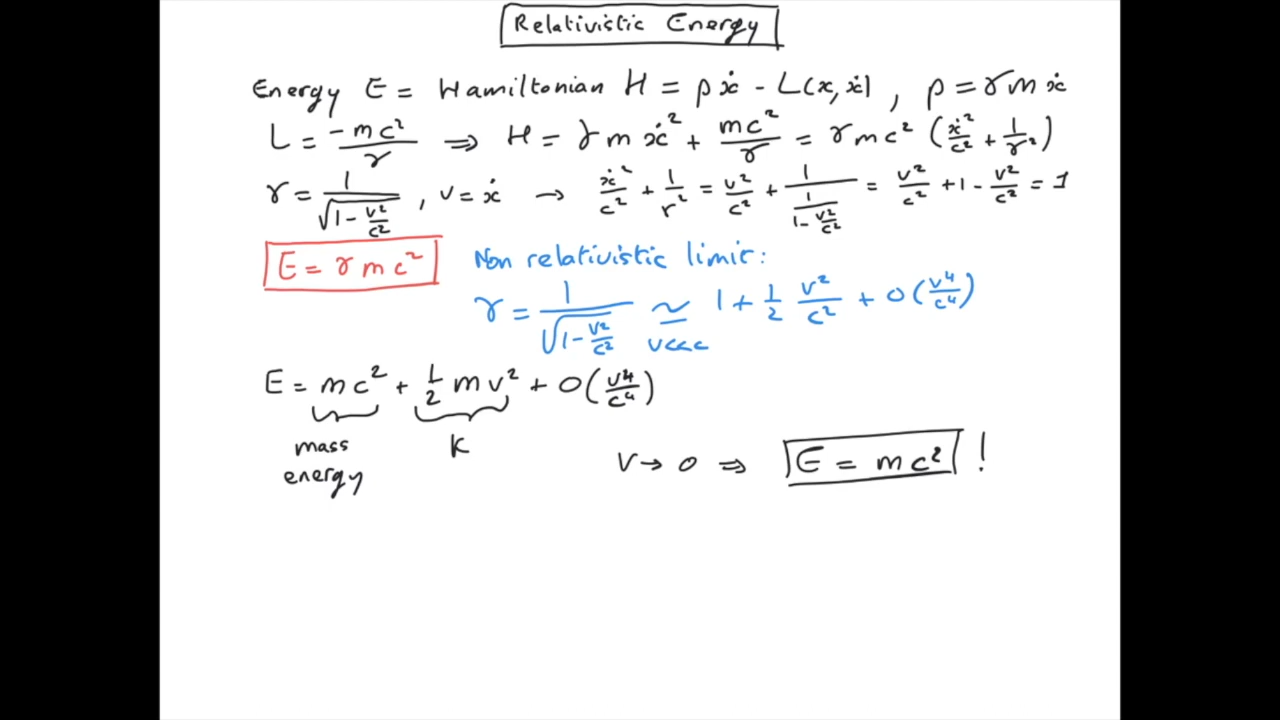 Relativistic Energy
Energy E = Hamiltonian H = pẋ - L(x, ẋ), p = γmẋ
L = -mc²/γ ⇒ H = γmẋ² + mc²/γ = γmc² (ẋ²/c² + 1/γ²)
γ = 1/√(1 - v²/c²), v = ẋ → ẋ²/c² + 1/γ² = v²/c² + 1/(1/(1 - v²/c²)) = v²/c² + 1 - v²/c² = 1
E = γmc²
Non relativistic limit:
γ = 1/√(1 - v²/c²) ≃ 1 + 1/2 v²/c² + O(v⁴/c⁴)
v<<c
E = mc² + 1/2 mv² + O(v⁴/c⁴)
mass energy
K
v → 0 ⇒ E = mc² !